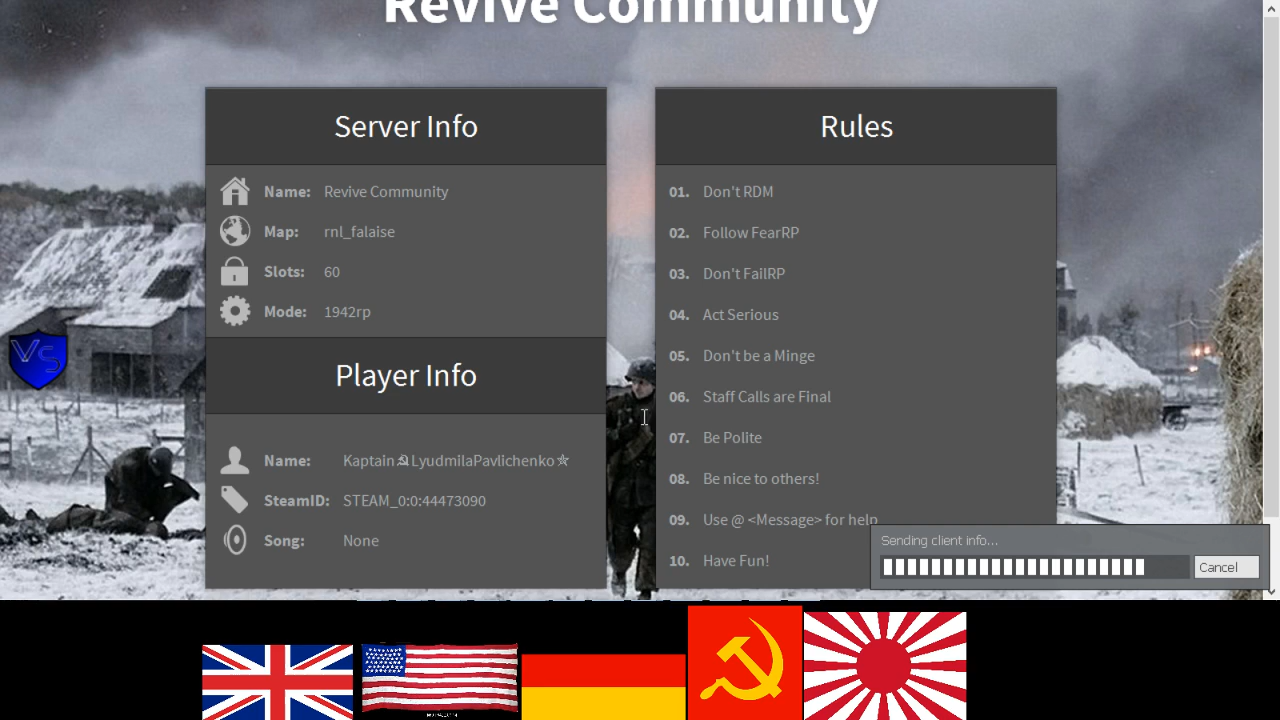 Revive Community
Server Info
Name: Revive Community
Map: rnl_falaise
Slots: 60
Mode: 1942rp
Player Info
Name: Kaptain☭LyudmilaPavlichenko✯
SteamID: STEAM_0:0:44473090
Song: None
Rules
01. Don't RDM
02. Follow FearRP
03. Don't FailRP
04. Act Serious
05. Don't be a Minge
06. Staff Calls are Final
07. Be Polite
08. Be nice to others!
09. Use @ <Message> for help
10. Have Fun!
Sending client info...
Cancel
VS